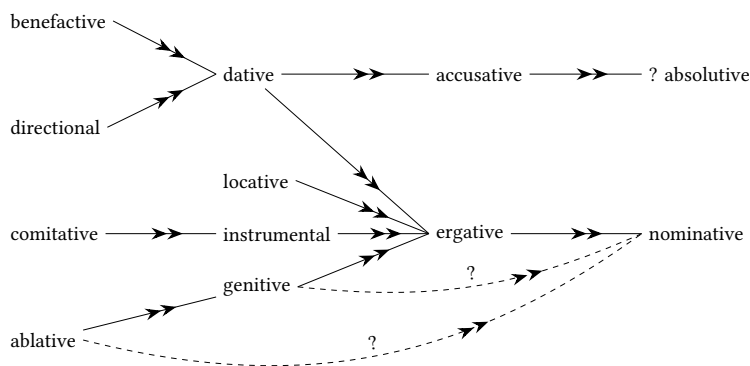 benefactive
dative accusative ? absolutive
directional
locative
comitative instrumental ergative nominative
?
genitive
?
ablative